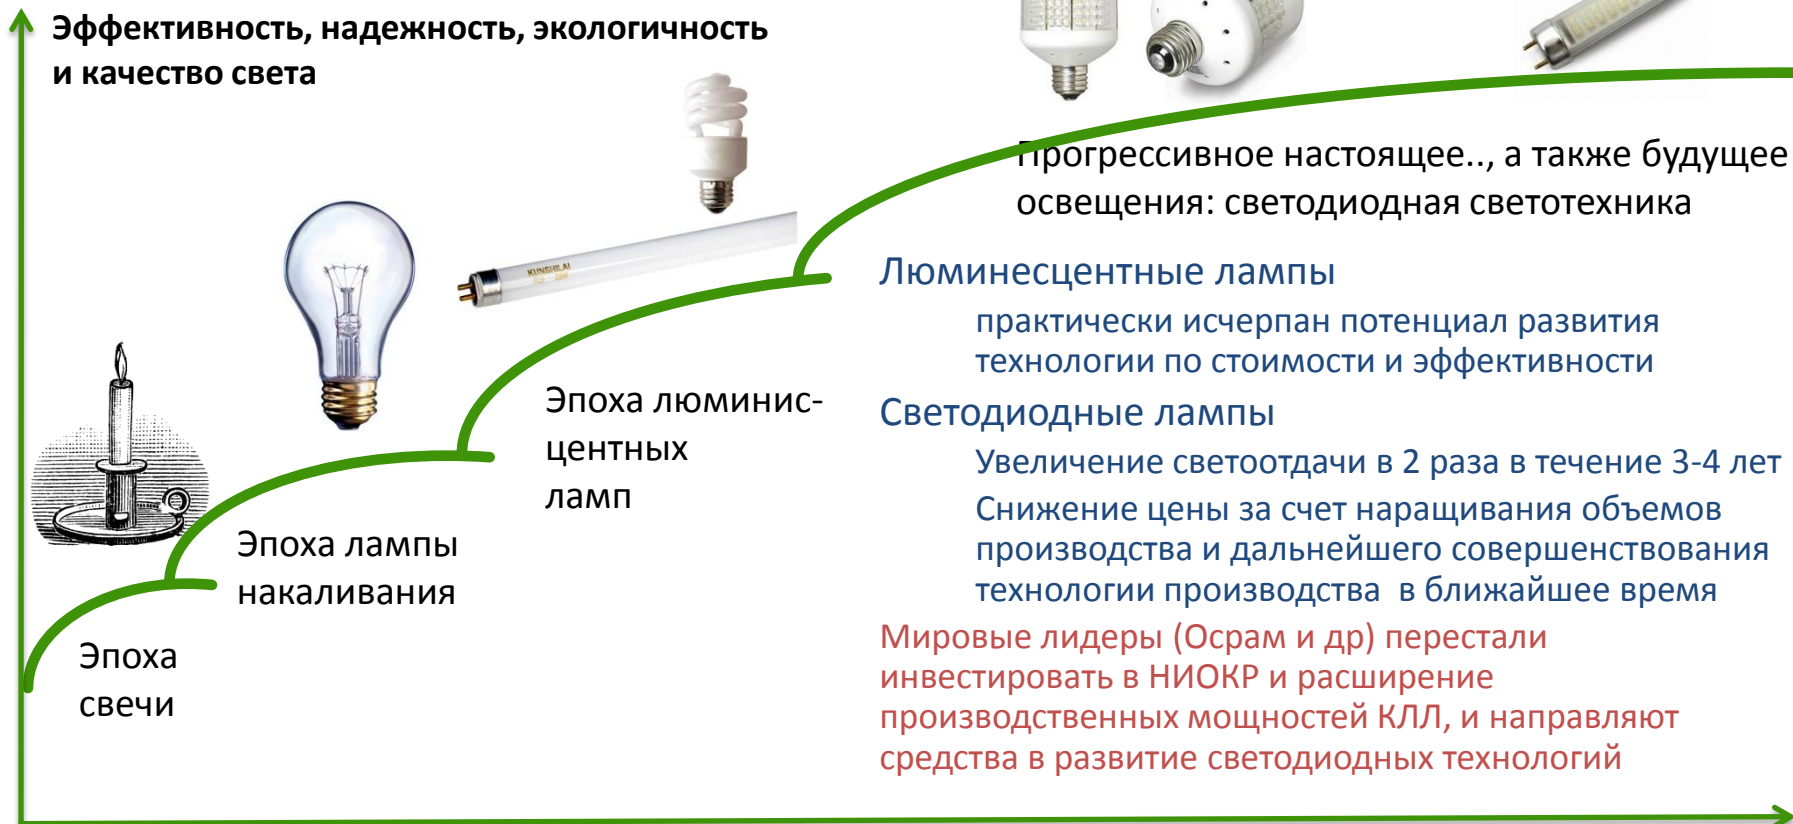 Эффективность, надежность, экологичность
и качество света
Прогрессивное настоящее.., а также будущее
освещения: светодиодная светотехника
KUNSHILAI
Люминесцентные лампы
практически исчерпан потенциал развития
технологии по стоимости и эффективности
Светодиодные лампы
Увеличение светоотдачи в 2 раза в течение 3-4 лет
Снижение цены за счет наращивания объемов
производства и дальнейшего совершенствования
технологии производства в ближайшее время
Мировые лидеры (Осрам и др) перестали
инвестировать в НИОКР и расширение
производственных мощностей КЛЛ, и направляют
средства в развитие светодиодных технологий
Эпоха люминис-
центных
ламп
Эпоха лампы
накаливания
Эпоха
свечи